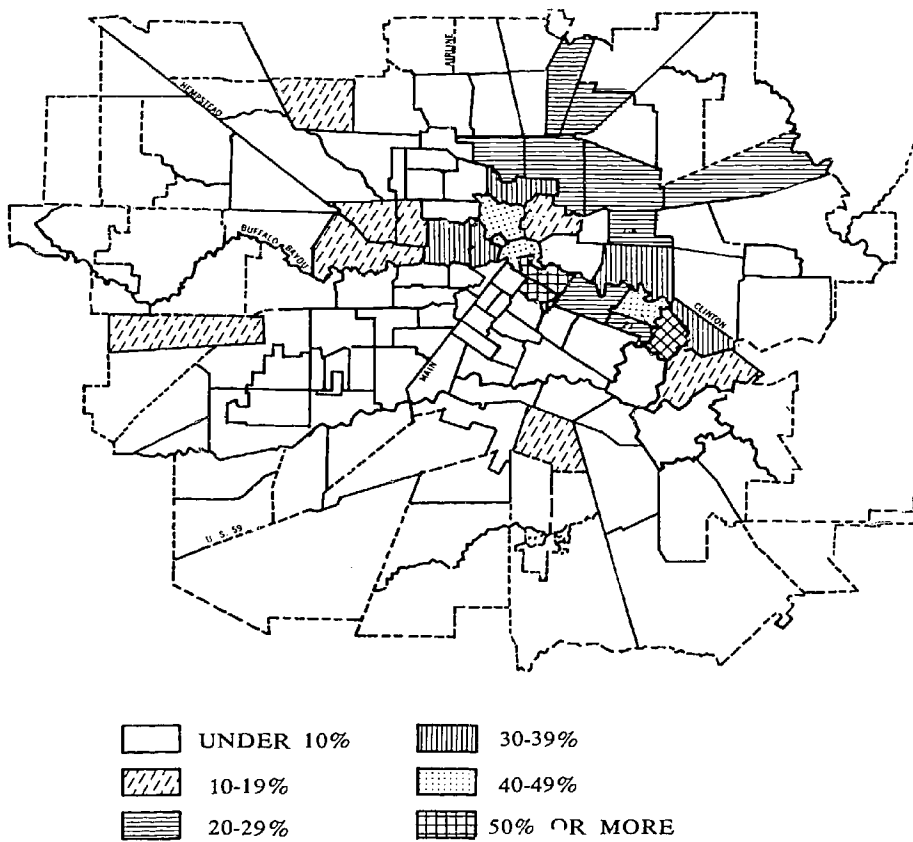 AIRLINE
HEMPSTEAD
BUFFALO BAYOU
CLINTON
MAIN
U. S. 59
UNDER 10%
10-19%
20-29%
30-39%
40-49%
50% OR MORE